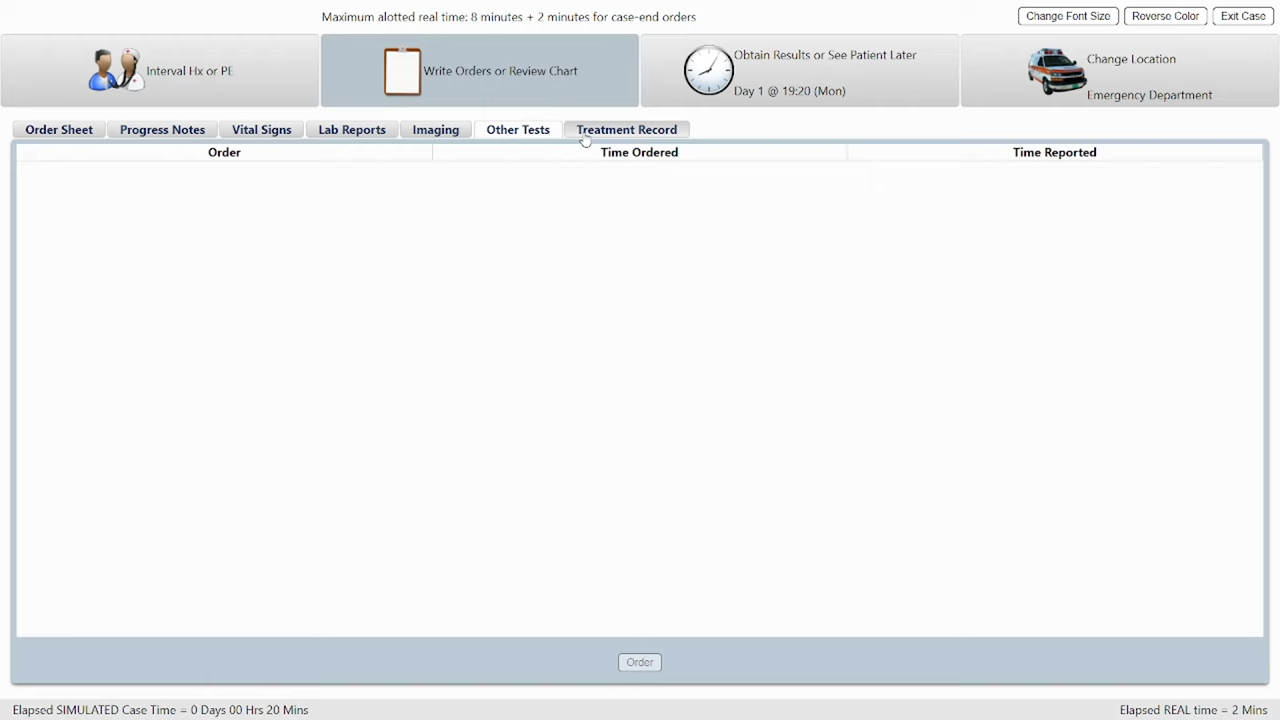 Maximum alotted real time: 8 minutes + 2 minutes for case-end orders
Change Font Size
Reverse Color
Exit Case
Interval Hx or PE
Write Orders or Review Chart
Obtain Results or See Patient Later
Day 1 @ 19:20 (Mon)
Change Location
Emergency Department
Order Sheet
Progress Notes
Vital Signs
Lab Reports
Imaging
Other Tests
Treatment Record
Order
Time Ordered
Time Reported
Order
Elapsed SIMULATED Case Time = 0 Days 00 Hrs 20 Mins
Elapsed REAL time = 2 Mins